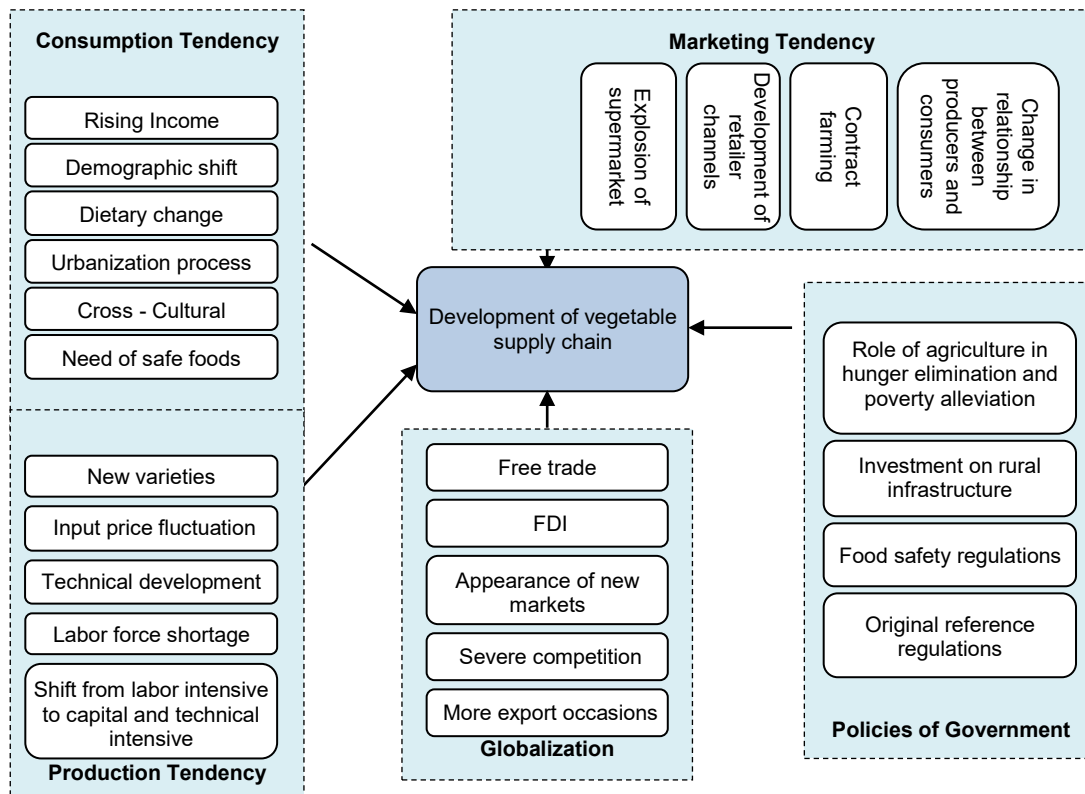 Consumption Tendency
Rising Income
Demographic shift
Dietary change
Urbanization process
Cross - Cultural
Need of safe foods
New varieties
Input price fluctuation
Technical development
Labor force shortage
Shift from labor intensive
to capital and technical
intensive
Production Tendency
Marketing Tendency
Explosion of
supermarket
Development of
retailer
channels
Contract
farming
Change in
relationship
between
producers and
consumers
Development of vegetable
supply chain
Free trade
FDI
Appearance of new
markets
Severe competition
More export occasions
Globalization
Role of agriculture in
hunger elimination and
poverty alleviation
Investment on rural
infrastructure
Food safety regulations
Original reference
regulations
Policies of Government